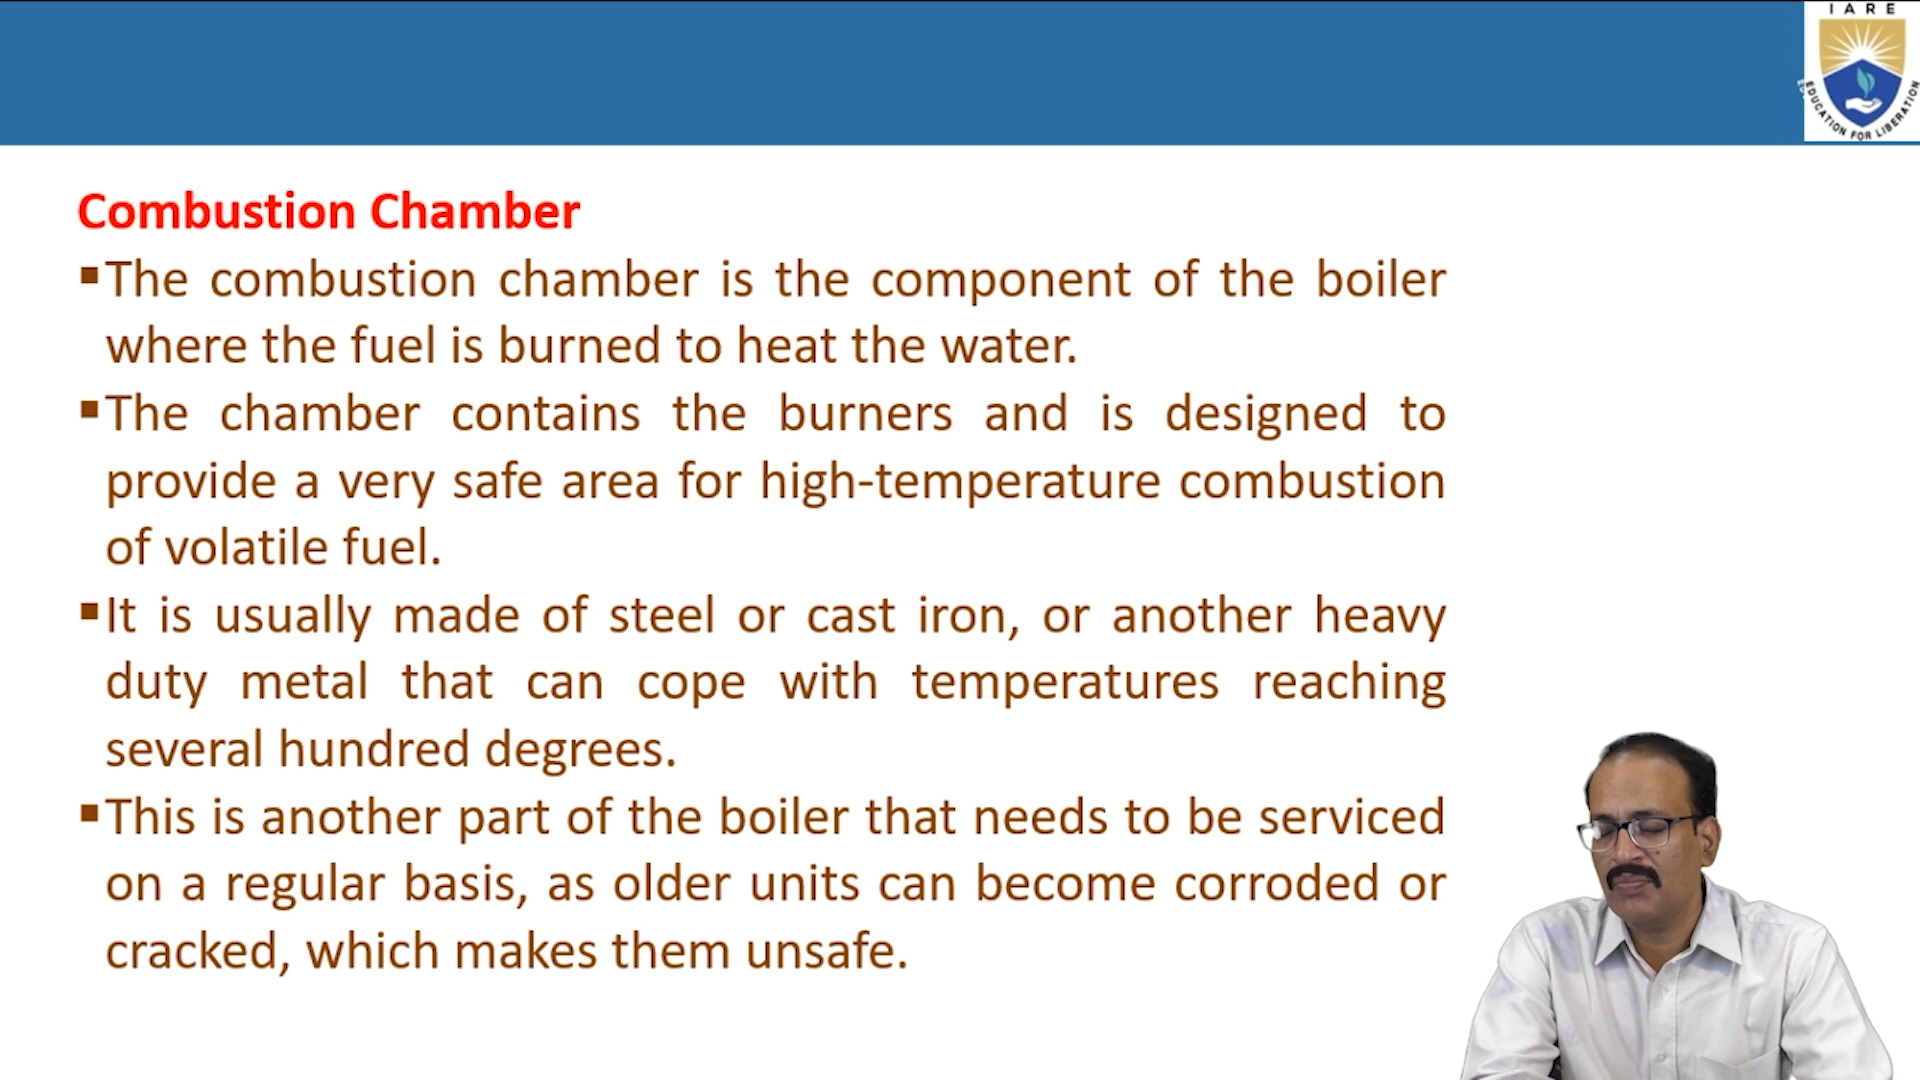 IARE
EDUCATION FOR LIBERATION
Combustion Chamber
▪The combustion chamber is the component of the boiler
where the fuel is burned to heat the water.
▪The chamber contains the burners and is designed to
provide a very safe area for high-temperature combustion
of volatile fuel.
▪It is usually made of steel or cast iron, or another heavy
duty metal that can cope with temperatures reaching
several hundred degrees.
▪This is another part of the boiler that needs to be serviced
on a regular basis, as older units can become corroded or
cracked, which makes them unsafe.